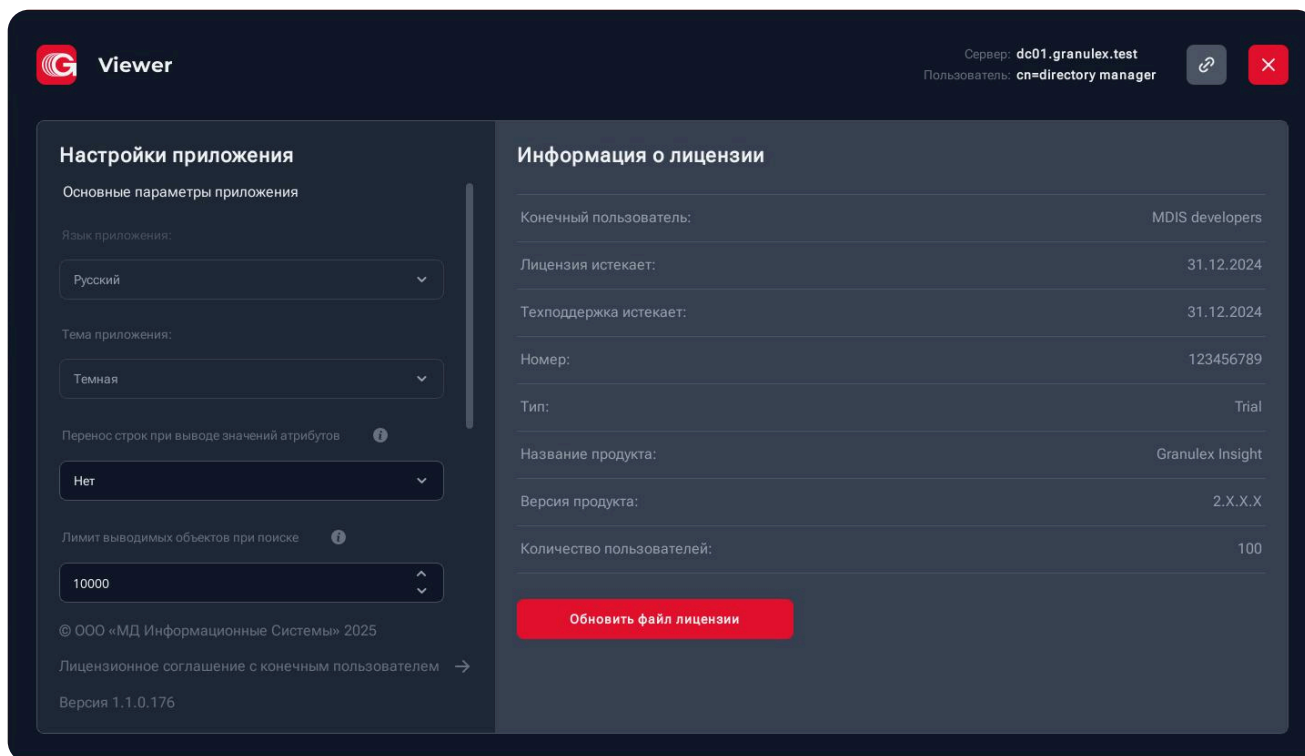 Viewer
Сервер: dc01.granulex.test
Пользователь: cn=directory manager
Настройки приложения
Основные параметры приложения
Язык приложения:
Русский
Тема приложения:
Темная
Перенос строк при выводе значений атрибутов
Нет
Лимит выводимых объектов при поиске
10000
© ООО «МД Информационные Системы» 2025
Лицензионное соглашение с конечным пользователем →
Версия 1.1.0.176
Информация о лицензии
Конечный пользователь: MDIS developers
Лицензия истекает: 31.12.2024
Техподдержка истекает: 31.12.2024
Номер: 123456789
Тип: Trial
Название продукта: Granulex Insight
Версия продукта: 2.X.X.X
Количество пользователей: 100
Обновить файл лицензии